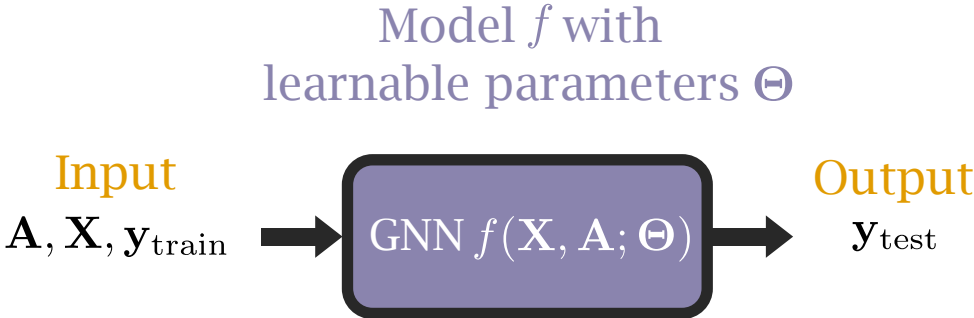 Model f with
learnable parameters Θ
Input
A, X, y_train
GNN f(X, A; Θ)
Output
y_test